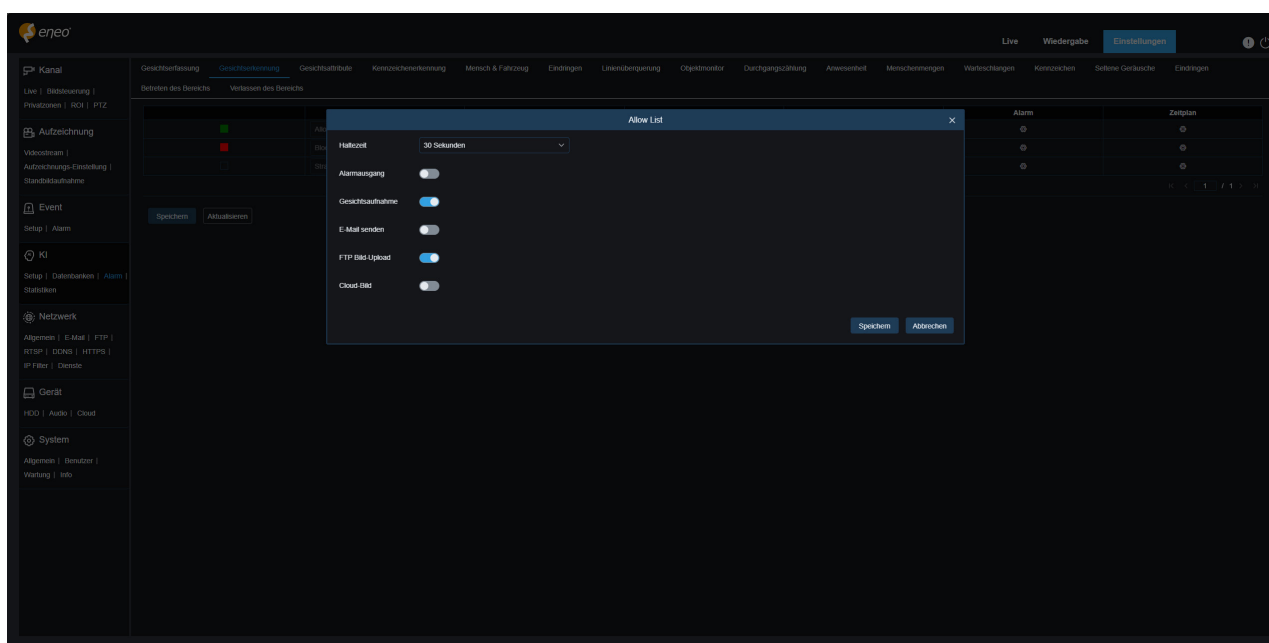 eneo
Live Wiedergabe Einstellungen
Kanal
Live | Bildsteuerung |
Privatzonen | ROI | PTZ
Aufzeichnung
Videostream |
Aufzeichnungs-Einstellung |
Standbildaufnahme
Event
Setup | Alarm
KI
Setup | Datenbanken | Alarm |
Statistiken
Netzwerk
Allgemein | E-Mail | FTP |
RTSP | DDNS | HTTPS |
IP Filter | Dienste
Gerät
HDD | Audio | Cloud
System
Allgemein | Benutzer |
Wartung | Info
Gesichtserfassung Gesichtserkennung Gesichtsattribute Kennzeichenerkennung Mensch & Fahrzeug Eindringen Linienüberquerung Objektmonitor Durchgangszählung Anwesenheit Menschenmengen Warteschlangen Kennzeichen Seltene Geräusche Eindringen
Betreten des Bereichs Verlassen des Bereichs
Alarm Zeitplan
1 / 1
Speichern Aktualisieren
Allow List
Haltezeit 30 Sekunden
Alarmausgang
Gesichtsaufnahme
E-Mail senden
FTP Bild-Upload
Cloud-Bild
Speichern Abbrechen